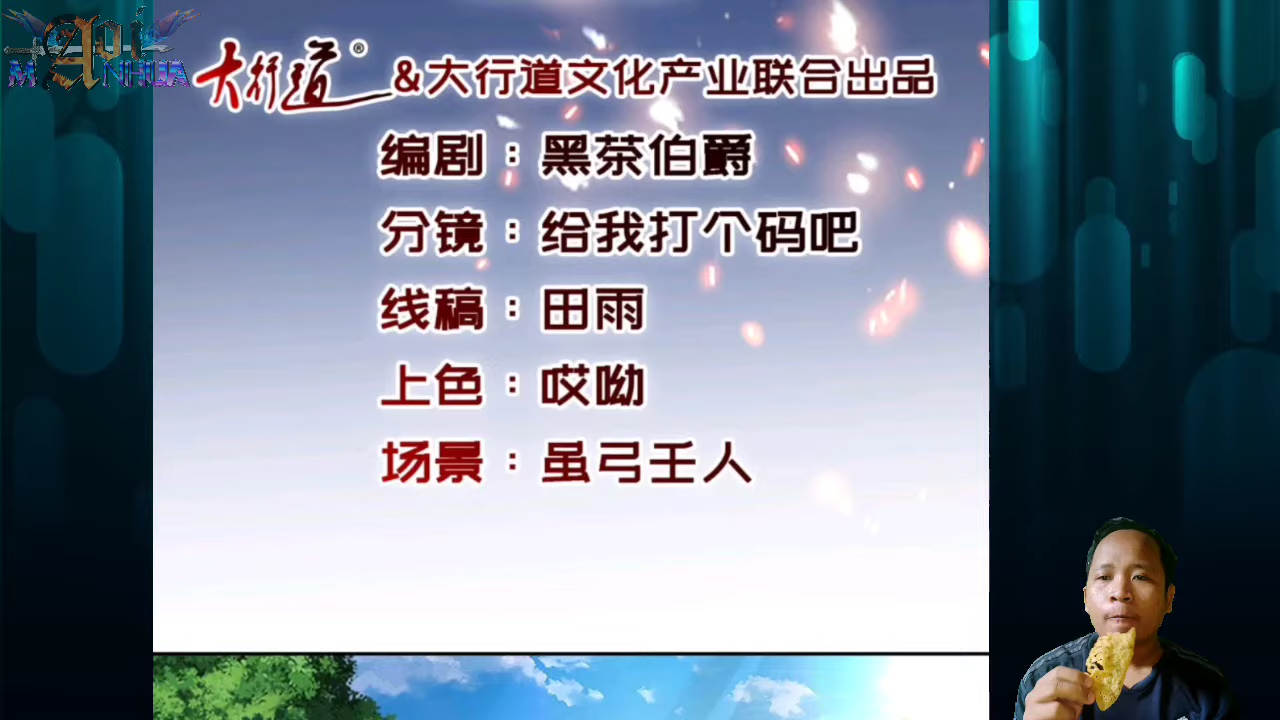 Api
MANHUA
大行道® &大行道文化产业联合出品
编剧：黑茶伯爵
分镜：给我打个码吧
线稿：田雨
上色：哎呦
场景：虽弓壬人